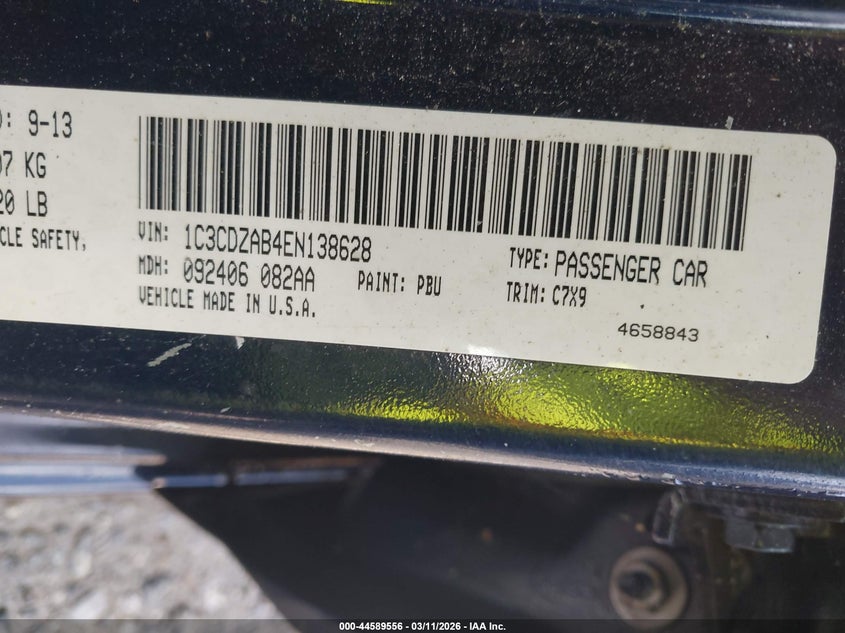 ): 9-13
07 KG
20 LB
CLE SAFETY,
VIN: 1C3CDZAB4EN138628
TYPE: PASSENGER CAR
MDH: 092406 082AA
PAINT: PBU
TRIM: C7X9
VEHICLE MADE IN U.S.A.
4658843
000-44589556 - 03/11/2026 - IAA Inc.